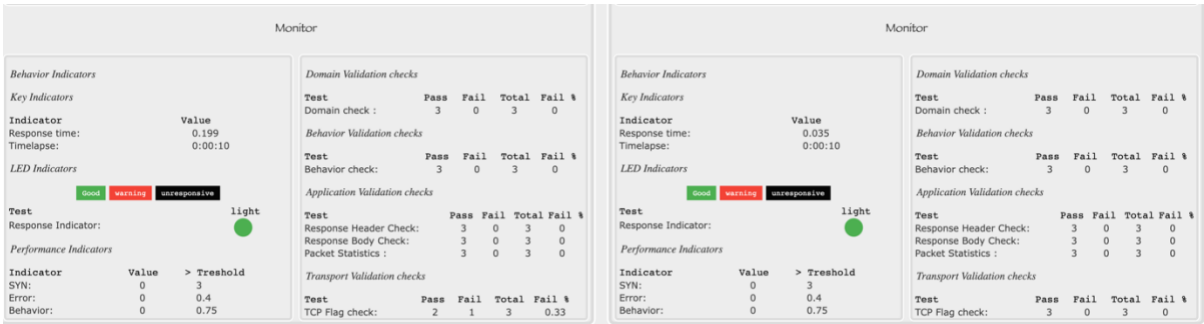 Monitor
Behavior Indicators
Key Indicators
Indicator Value
Response time: 0.199
Timelapse: 0:00:10
LED Indicators
Good warning unresponsive
Test light
Response Indicator:
Performance Indicators
Indicator Value > Treshold
SYN: 0 3
Error: 0 0.4
Behavior: 0 0.75
Domain Validation checks
Test Pass Fail Total Fail %
Domain check : 3 0 3 0
Behavior Validation checks
Test Pass Fail Total Fail %
Behavior check: 3 0 3 0
Application Validation checks
Test Pass Fail Total Fail %
Response Header Check: 3 0 3 0
Response Body Check: 3 0 3 0
Packet Statistics : 3 0 3 0
Transport Validation checks
Test Pass Fail Total Fail %
TCP Flag check: 2 1 3 0.33
Monitor
Behavior Indicators
Key Indicators
Indicator Value
Response time: 0.035
Timelapse: 0:00:10
LED Indicators
Good warning unresponsive
Test light
Response Indicator:
Performance Indicators
Indicator Value > Treshold
SYN: 0 3
Error: 0 0.4
Behavior: 0 0.75
Domain Validation checks
Test Pass Fail Total Fail %
Domain check : 3 0 3 0
Behavior Validation checks
Test Pass Fail Total Fail %
Behavior check: 3 0 3 0
Application Validation checks
Test Pass Fail Total Fail %
Response Header Check: 3 0 3 0
Response Body Check: 3 0 3 0
Packet Statistics : 3 0 3 0
Transport Validation checks
Test Pass Fail Total Fail %
TCP Flag check: 3 0 3 0